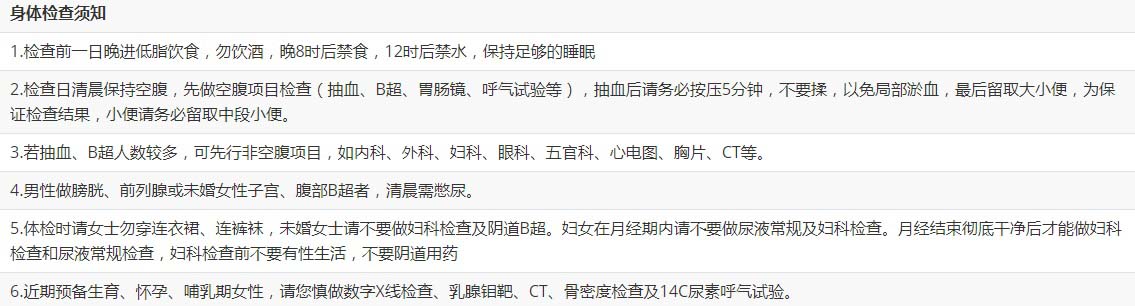 身体检查须知
1.检查前一日晚进低脂饮食，勿饮酒，晚8时后禁食，12时后禁水，保持足够的睡眠
2.检查日清晨保持空腹，先做空腹项目检查（抽血、B超、胃肠镜、呼气试验等），抽血后请务必按压5分钟，不要揉，以免局部淤血，最后留取大小便，为保
证检查结果，小便请务必留取中段小便。
3.若抽血、B超人数较多，可先行非空腹项目，如内科、外科、妇科、眼科、五官科、心电图、胸片、CT等。
4.男性做膀胱、前列腺或未婚女性子宫、腹部B超者，清晨需憋尿。
5.体检时请女士勿穿连衣裙、连裤袜，未婚女士请不要做妇科检查及阴道B超。妇女在月经期内请不要做尿液常规及妇科检查。月经结束彻底干净后才能做妇科
检查和尿液常规检查，妇科检查前不要有性生活，不要阴道用药
6.近期预备生育、怀孕、哺乳期女性，请您慎做数字X线检查、乳腺钼靶、CT、骨密度检查及14C尿素呼气试验。